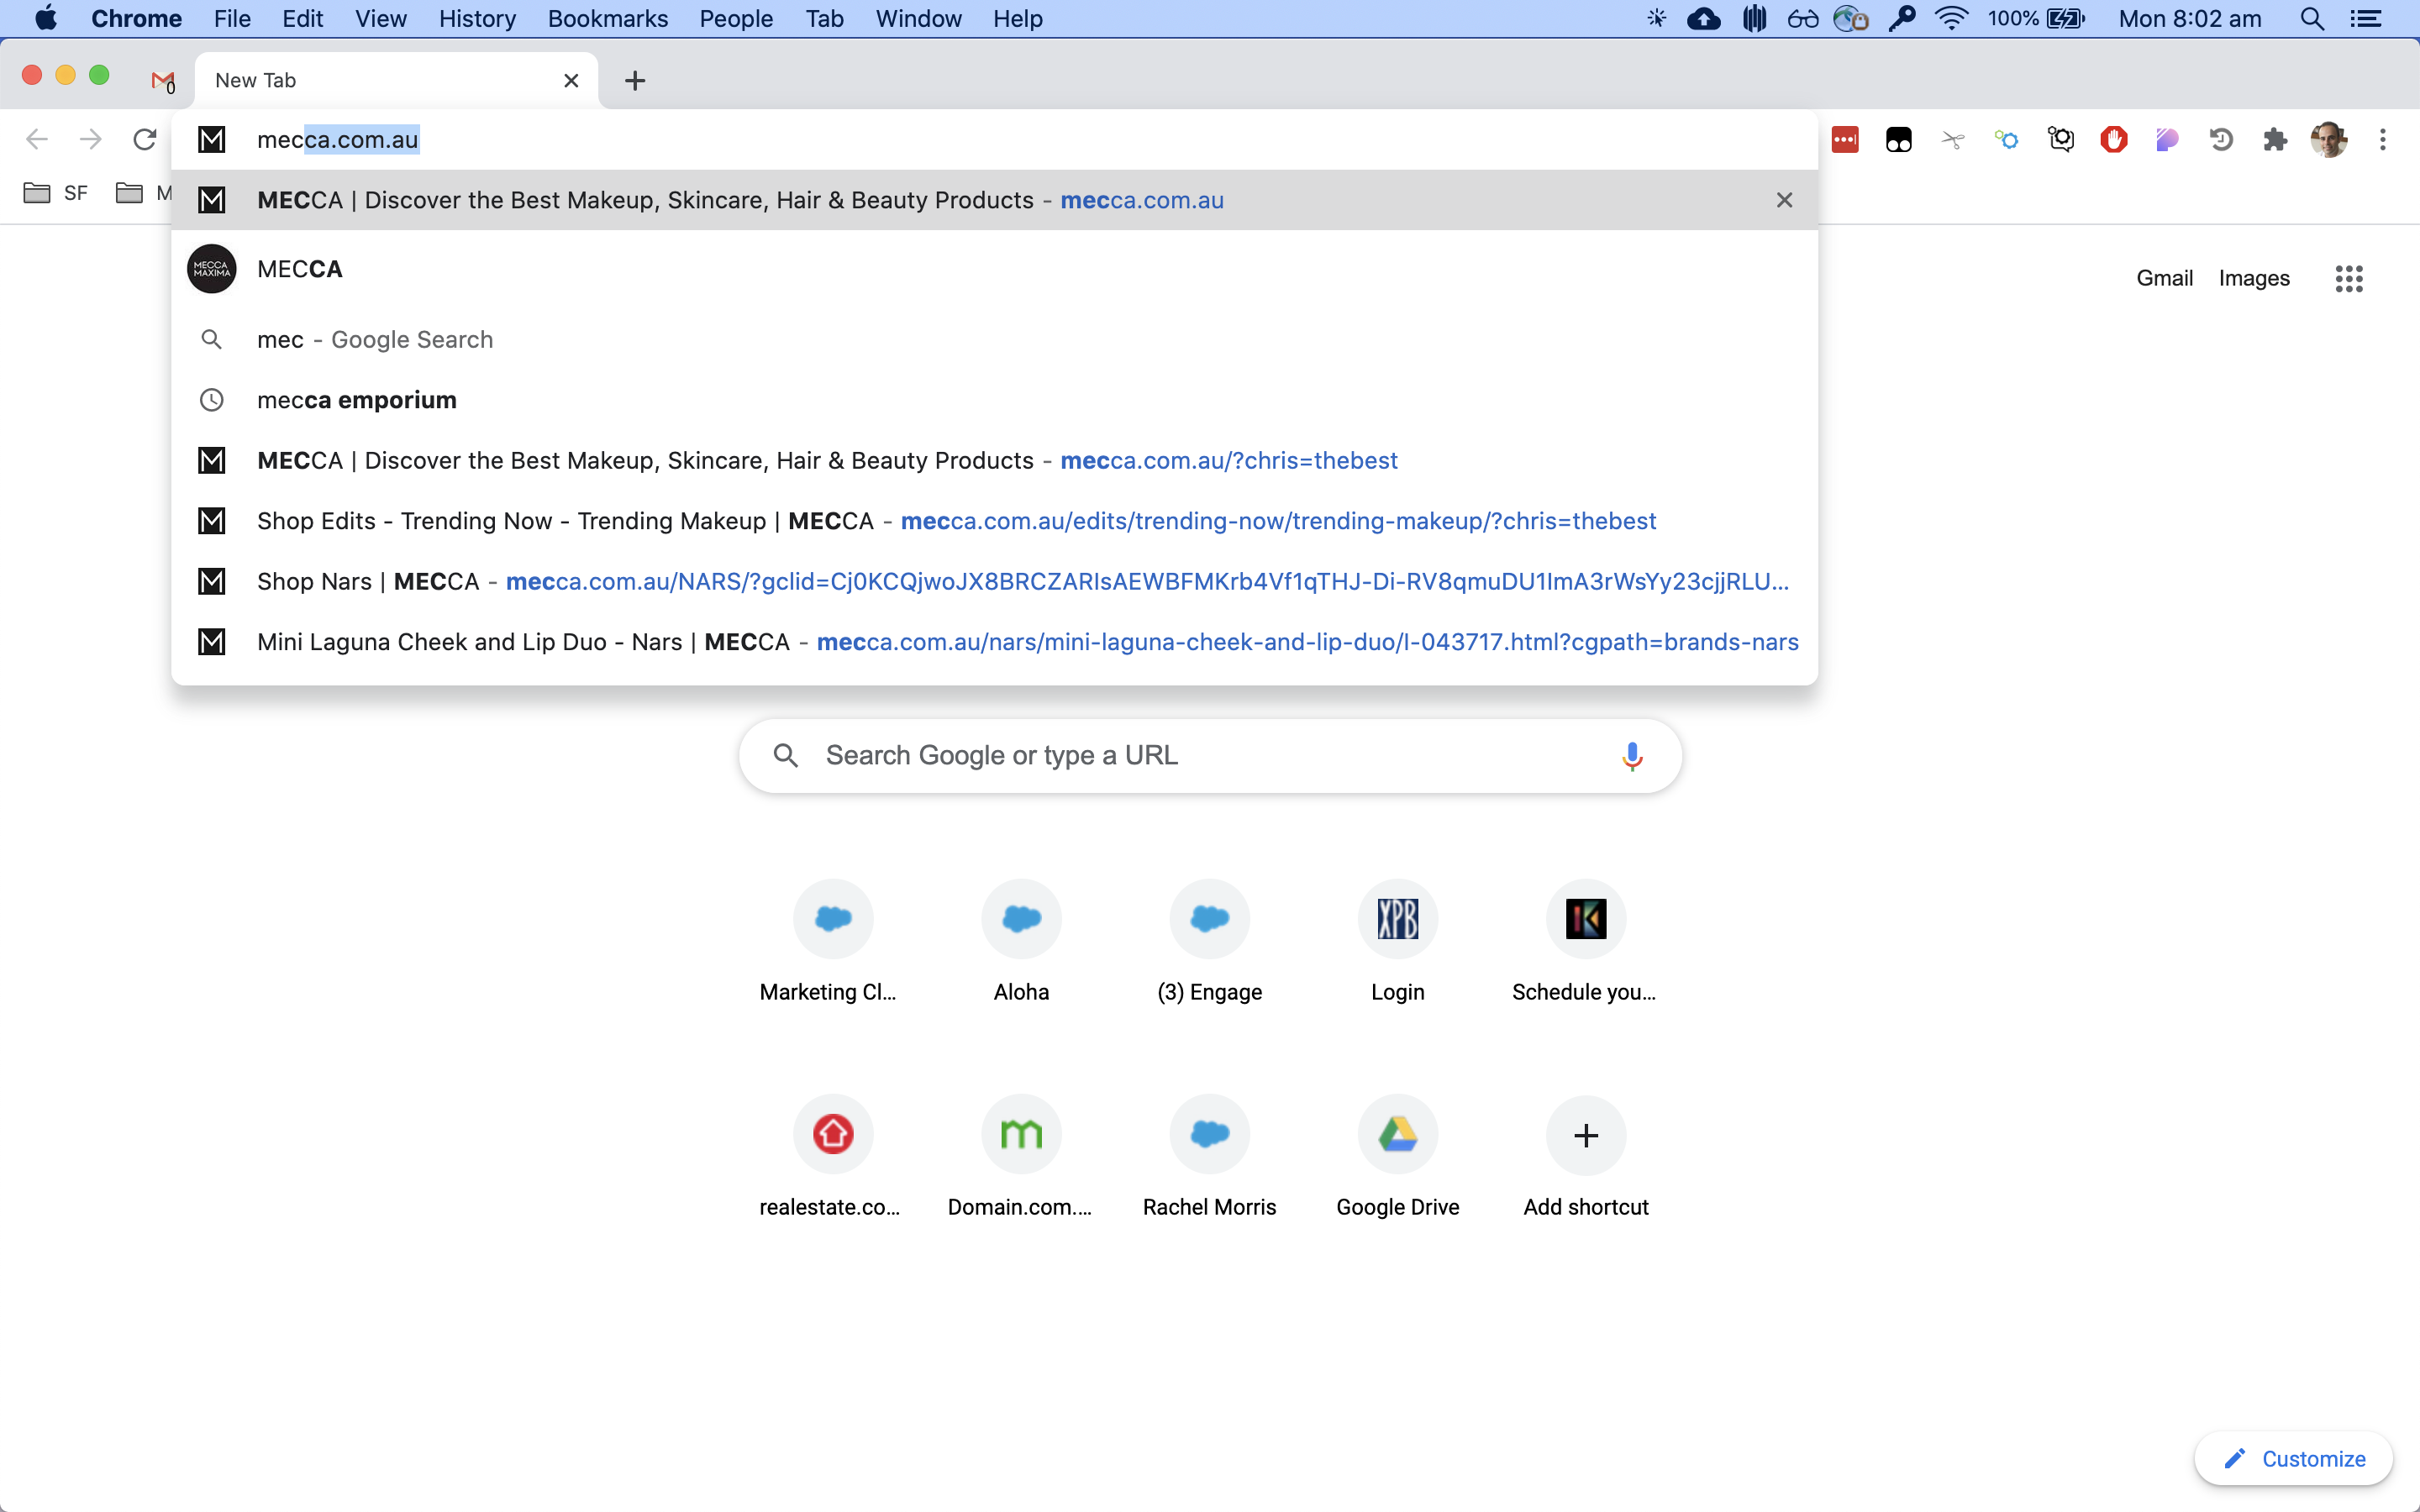 Chrome File Edit View History Bookmarks People Tab Window Help 100% Mon 8:02 am
0 New Tab
mecca.com.au
SF M
MECCA | Discover the Best Makeup, Skincare, Hair & Beauty Products - mecca.com.au
MECCA MAXIMA MECCA
Gmail Images
mec - Google Search
mecca emporium
MECCA | Discover the Best Makeup, Skincare, Hair & Beauty Products - mecca.com.au/?chris=thebest
Shop Edits - Trending Now - Trending Makeup | MECCA - mecca.com.au/edits/trending-now/trending-makeup/?chris=thebest
Shop Nars | MECCA - mecca.com.au/NARS/?gclid=Cj0KCQjwoJX8BRCZARIsAEWBFMKrb4Vf1qTHJ-Di-RV8qmuDU1ImA3rWsYy23cjjRLU...
Mini Laguna Cheek and Lip Duo - Nars | MECCA - mecca.com.au/nars/mini-laguna-cheek-and-lip-duo/I-043717.html?cgpath=brands-nars
Search Google or type a URL
XPB K
Marketing Cl... Aloha (3) Engage Login Schedule you...
realestate.co... Domain.com.... Rachel Morris Google Drive Add shortcut
Customize